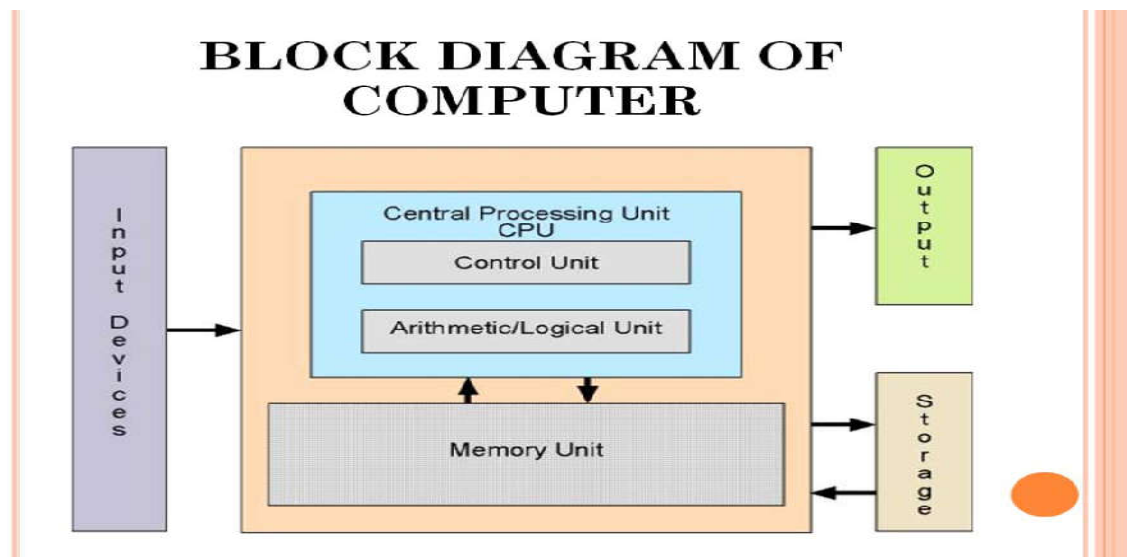 BLOCK DIAGRAM OF
COMPUTER
Input Devices
Central Processing Unit
CPU
Control Unit
Arithmetic/Logical Unit
Memory Unit
Output
Storage